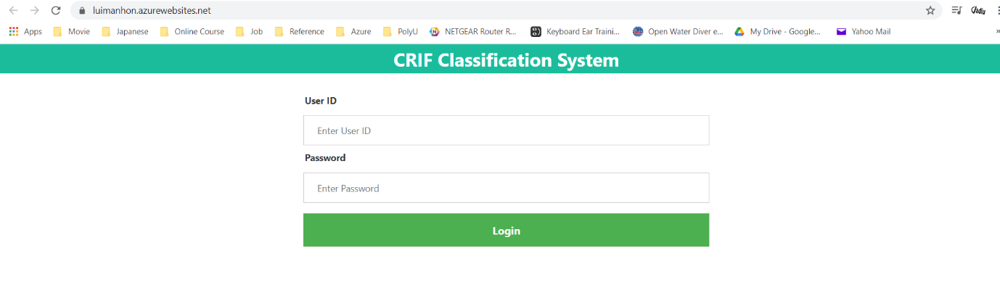 luimanhon.azurewebsites.net
Apps Movie Japanese Online Course Job Reference Azure PolyU NETGEAR Router R... Keyboard Ear Traini... Open Water Diver e... My Drive - Google... Yahoo Mail »
CRIF Classification System
User ID
Enter User ID
Password
Enter Password
Login